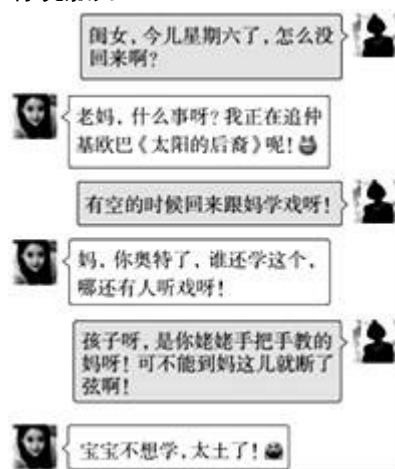 闺女，今儿星期六了，怎么没
回来啊？
老妈，什么事呀？我正在追仲
基欧巴《太阳的后裔》呢！
有空的时候回来跟妈学戏呀！
妈，你奥特了，谁还学这个，
哪还有人听戏呀！
孩子呀，是你姥姥手把手教的
妈呀！可不能到妈这儿就断了
弦啊！
宝宝不想学，太土了！